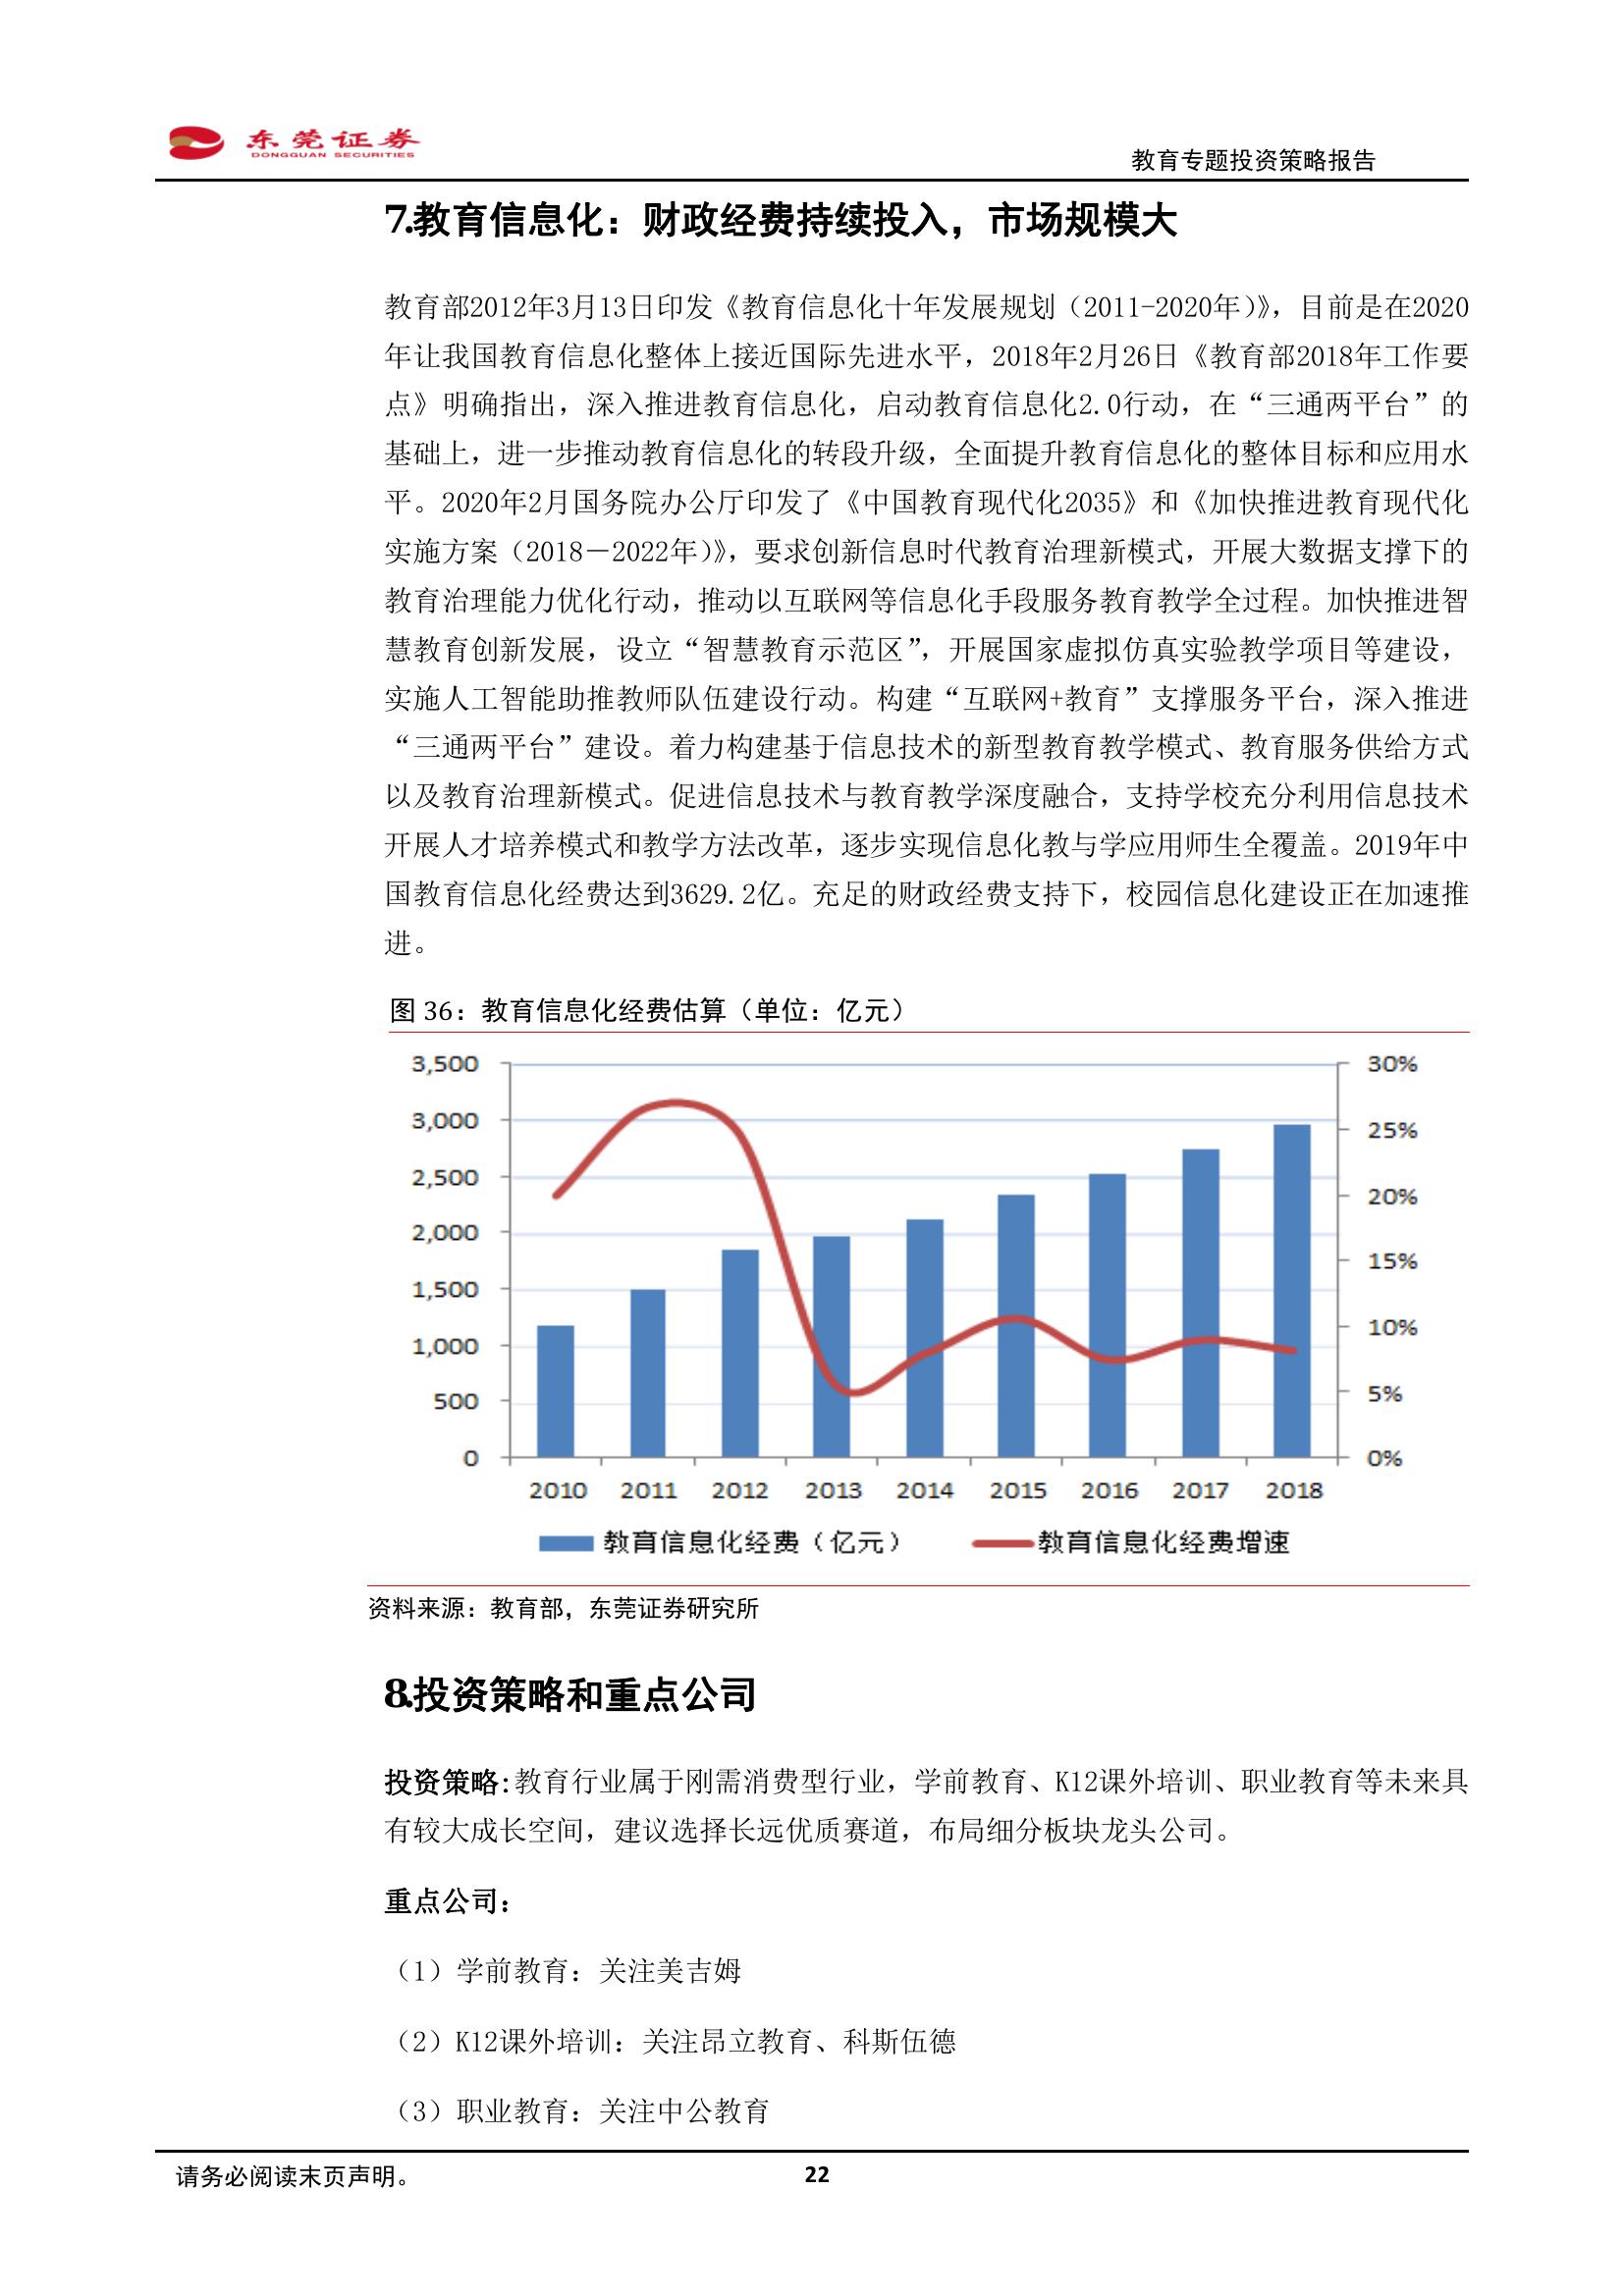 东莞证券
DONGGUAN SECURITIES
教育专题投资策略报告
7.教育信息化：财政经费持续投入，市场规模大
教育部2012年3月13日印发《教育信息化十年发展规划（2011-2020年）》，目前是在2020
年让我国教育信息化整体上接近国际先进水平，2018年2月26日《教育部2018年工作要
点》明确指出，深入推进教育信息化，启动教育信息化2.0行动，在“三通两平台”的
基础上，进一步推动教育信息化的转段升级，全面提升教育信息化的整体目标和应用水
平。2020年2月国务院办公厅印发了《中国教育现代化2035》和《加快推进教育现代化
实施方案（2018－2022年）》，要求创新信息时代教育治理新模式，开展大数据支撑下的
教育治理能力优化行动，推动以互联网等信息化手段服务教育教学全过程。加快推进智
慧教育创新发展，设立“智慧教育示范区”，开展国家虚拟仿真实验教学项目等建设，
实施人工智能助推教师队伍建设行动。构建“互联网+教育”支撑服务平台，深入推进
“三通两平台”建设。着力构建基于信息技术的新型教育教学模式、教育服务供给方式
以及教育治理新模式。促进信息技术与教育教学深度融合，支持学校充分利用信息技术
开展人才培养模式和教学方法改革，逐步实现信息化教与学应用师生全覆盖。2019年中
国教育信息化经费达到3629.2亿。充足的财政经费支持下，校园信息化建设正在加速推
进。
图 36：教育信息化经费估算（单位：亿元）
3,500 30%
3,000 25%
2,500 20%
2,000 15%
1,500 10%
1,000 5%
500 0%
0
2010 2011 2012 2013 2014 2015 2016 2017 2018
教育信息化经费（亿元） 教育信息化经费增速
资料来源：教育部，东莞证券研究所
8.投资策略和重点公司
投资策略:教育行业属于刚需消费型行业，学前教育、K12课外培训、职业教育等未来具
有较大成长空间，建议选择长远优质赛道，布局细分板块龙头公司。
重点公司：
（1）学前教育：关注美吉姆
（2）K12课外培训：关注昂立教育、科斯伍德
（3）职业教育：关注中公教育
请务必阅读末页声明。 22